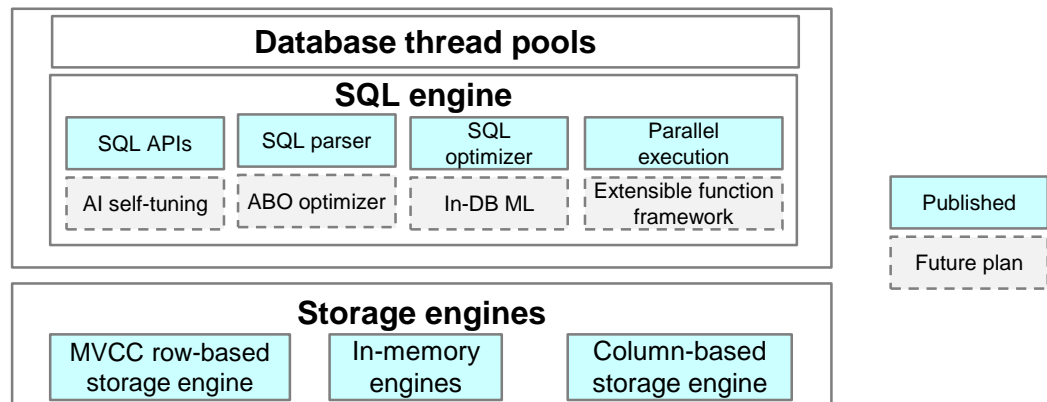 Database thread pools
SQL engine
SQL APIs
SQL parser
SQL
optimizer
Parallel
execution
AI self-tuning
ABO optimizer
In-DB ML
Extensible function
framework
Published
Future plan
Storage engines
MVCC row-based
storage engine
In-memory
engines
Column-based
storage engine